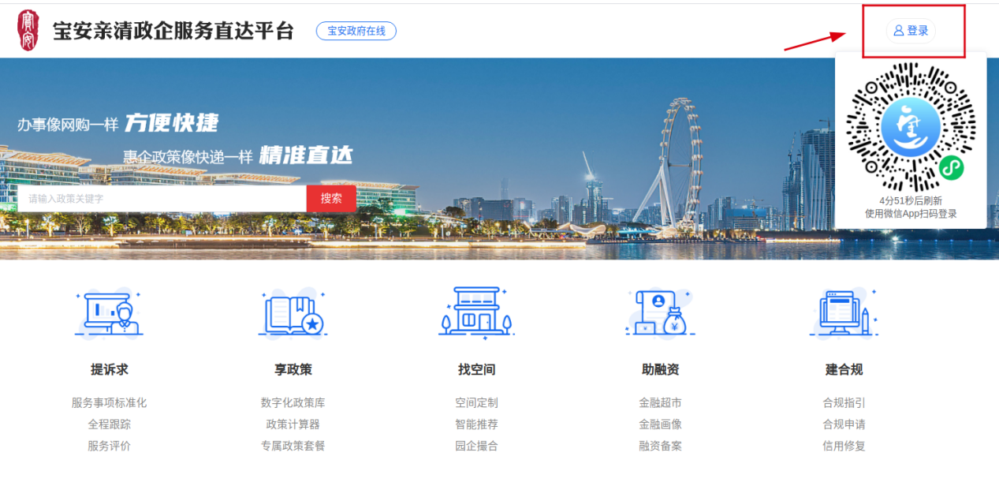 寶安
宝安亲清政企服务直达平台
宝安政府在线
登录
办事像网购一样 方便快捷
惠企政策像快递一样 精准直达
请输入政策关键字
搜索
4分51秒后刷新
使用微信App扫码登录
提诉求
享政策
找空间
助融资
建合规
服务事项标准化
数字化政策库
空间定制
金融超市
合规指引
全程跟踪
政策计算器
智能推荐
金融画像
合规申请
服务评价
专属政策套餐
园企撮合
融资备案
信用修复